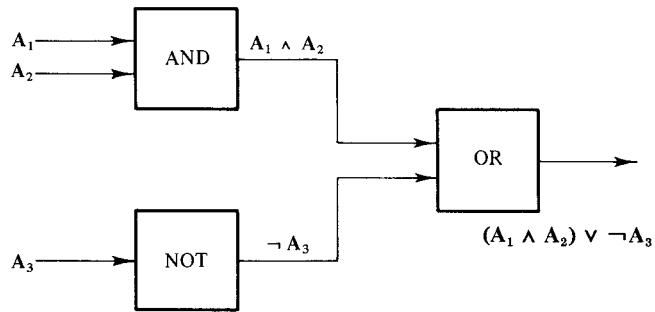 A₁
A₂
AND
A₁ ∧ A₂
OR
(A₁ ∧ A₂) ∨ ¬A₃
A₃
NOT
¬ A₃